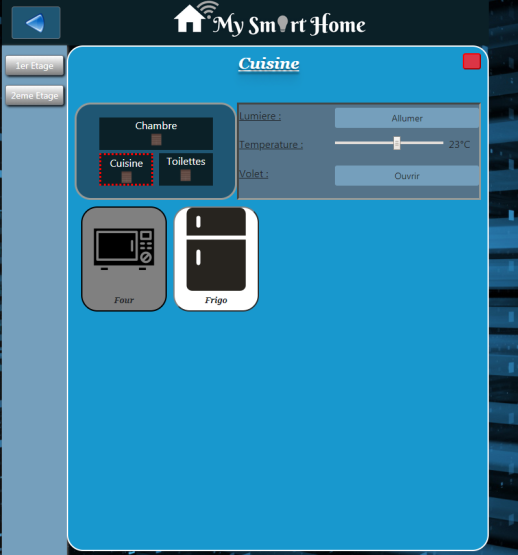 My Smart Home
1er Etage
2eme Etage
Cuisine
Chambre
Cuisine
Toilettes
Lumiere :
Allumer
Temperature :
23°C
Volet :
Ouvrir
Four
Frigo